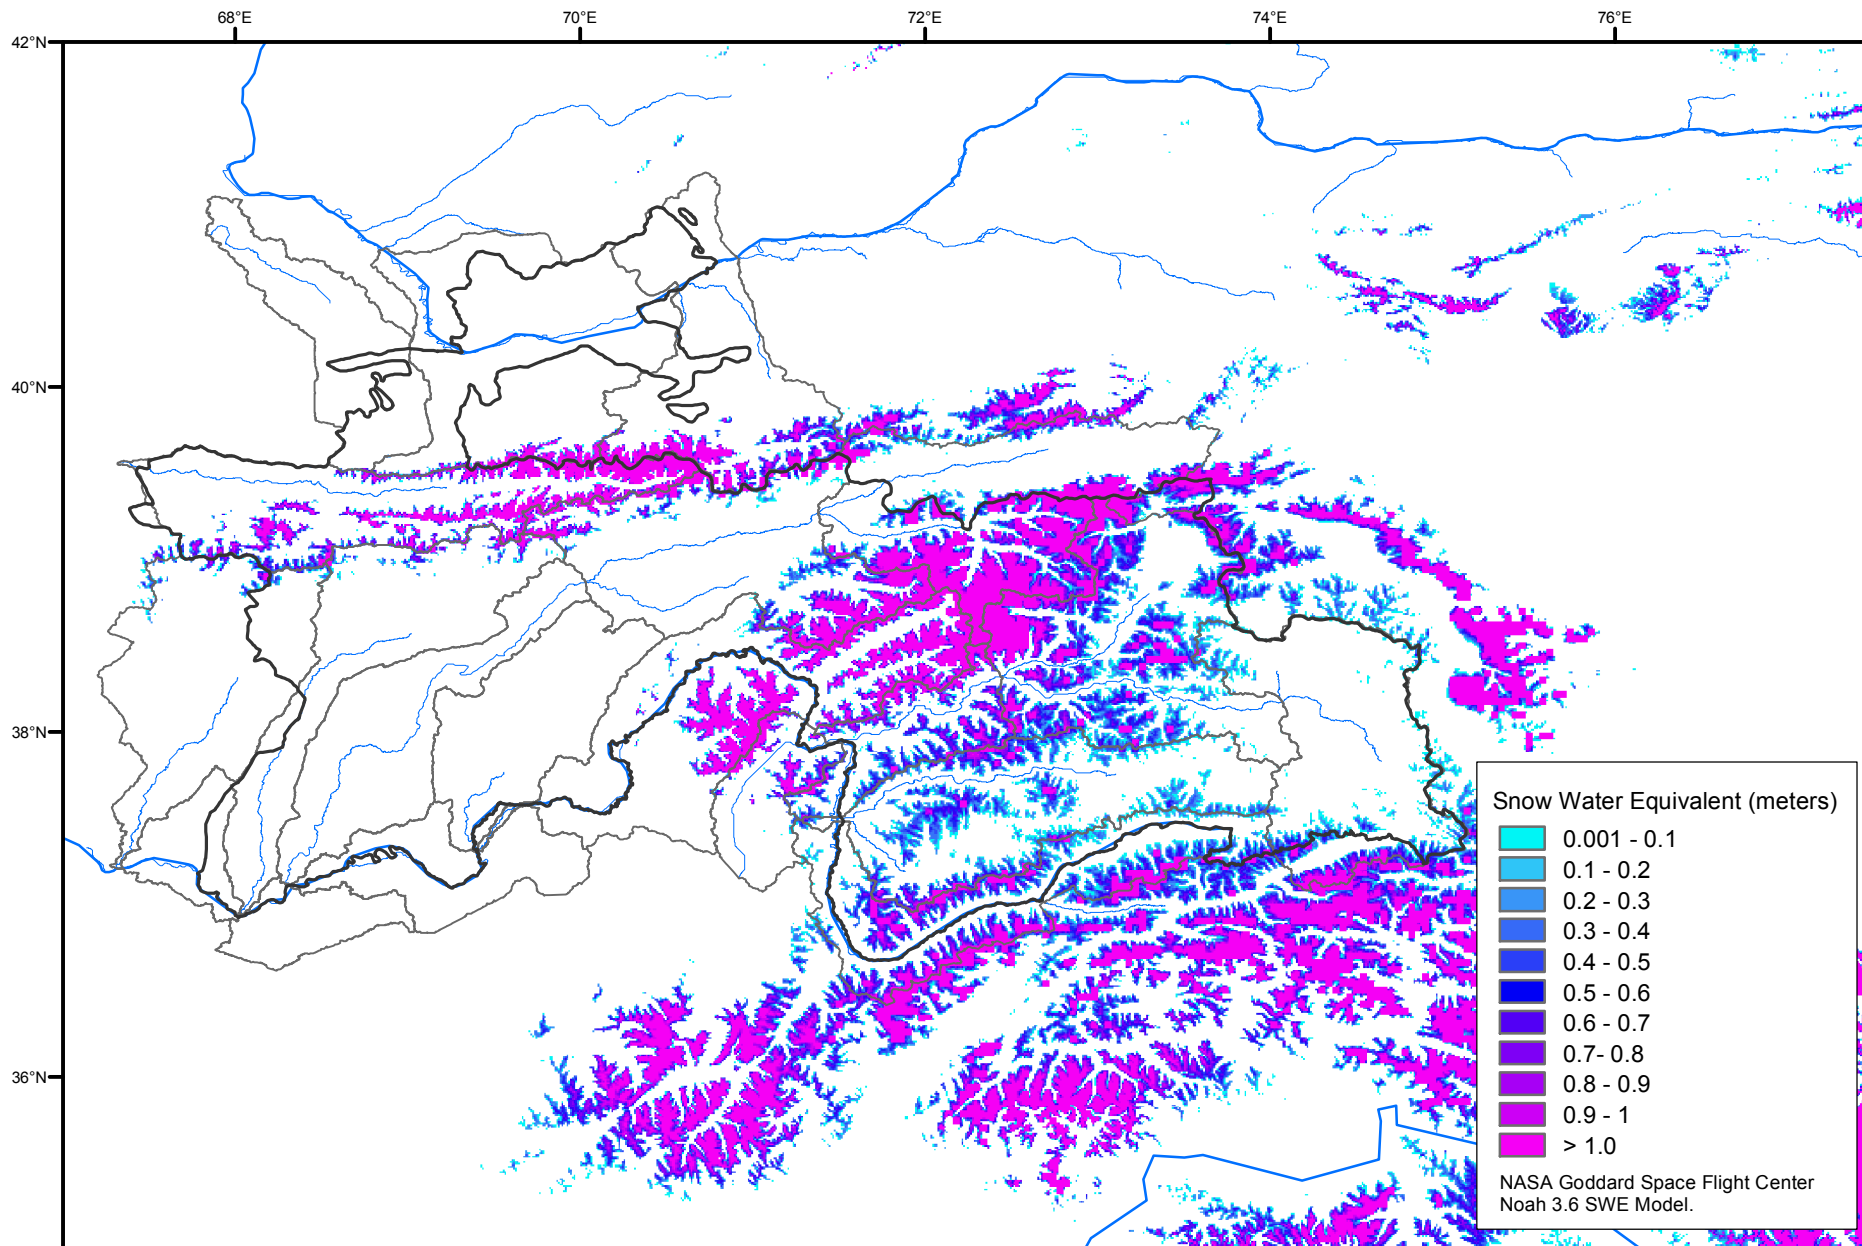 68°E 70°E 72°E 74°E 76°E
42°N
40°N
38°N
36°N
Snow Water Equivalent (meters)
0.001 - 0.1
0.1 - 0.2
0.2 - 0.3
0.3 - 0.4
0.4 - 0.5
0.5 - 0.6
0.6 - 0.7
0.7- 0.8
0.8 - 0.9
0.9 - 1
> 1.0
NASA Goddard Space Flight Center
Noah 3.6 SWE Model.